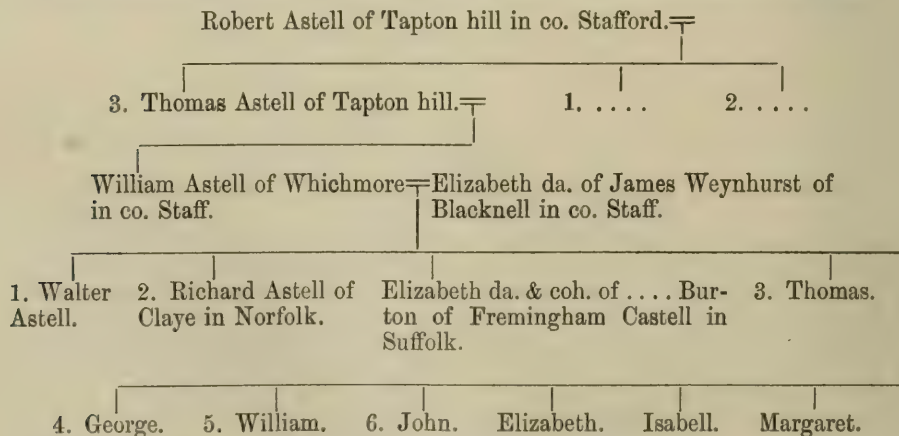 Robert Astell of Tapton hill in co. Stafford.
3. Thomas Astell of Tapton hill. 1. . . . . 2. . . . .
William Astell of Whichmore Elizabeth da. of James Weynhurst of
in co. Staff. Blacknell in co. Staff.
1. Walter 2. Richard Astell of Elizabeth da. & coh. of . . . . Bur- 3. Thomas.
Astell. Claye in Norfolk. ton of Fremingham Castell in
Suffolk.
4. George. 5. William. 6. John. Elizabeth. Isabell. Margaret.